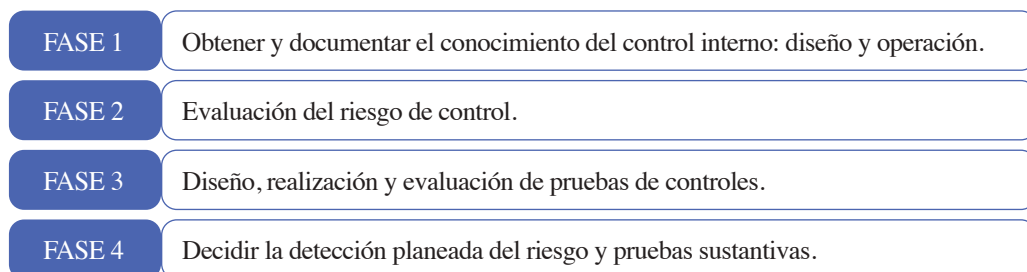 FASE 1 Obtener y documentar el conocimiento del control interno: diseño y operación.
FASE 2 Evaluación del riesgo de control.
FASE 3 Diseño, realización y evaluación de pruebas de controles.
FASE 4 Decidir la detección planeada del riesgo y pruebas sustantivas.